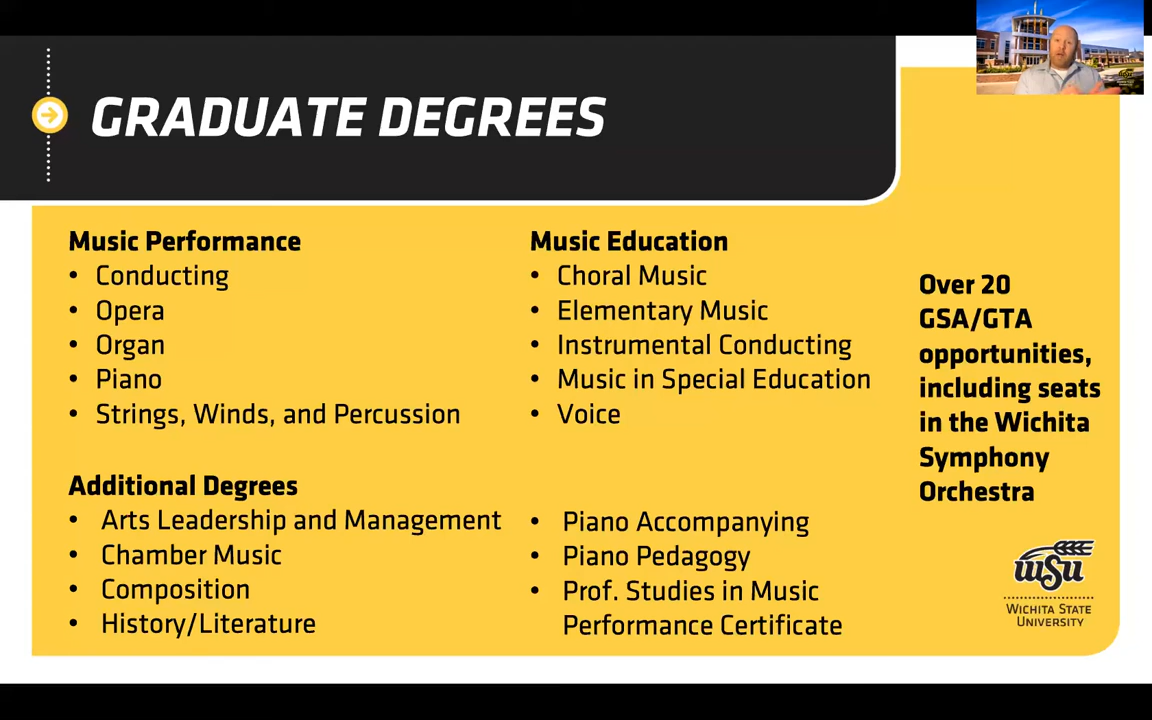 GRADUATE DEGREES
Music Performance
• Conducting
• Opera
• Organ
• Piano
• Strings, Winds, and Percussion
Music Education
• Choral Music
• Elementary Music
• Instrumental Conducting
• Music in Special Education
• Voice
Additional Degrees
• Arts Leadership and Management
• Chamber Music
• Composition
• History/Literature
• Piano Accompanying
• Piano Pedagogy
• Prof. Studies in Music
Performance Certificate
Over 20
GSA/GTA
opportunities,
including seats
in the Wichita
Symphony
Orchestra
wsu
WICHITA STATE
UNIVERSITY